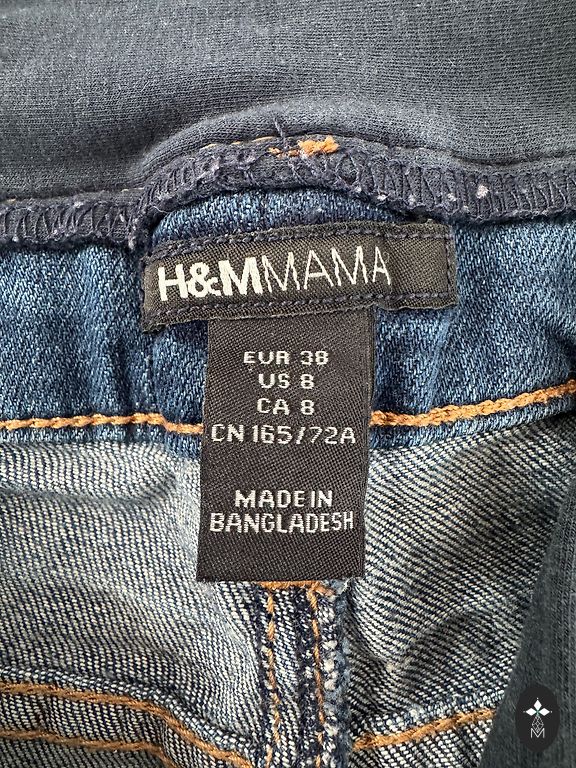 H&MMAMA
EUR 38
US 8
CA 8
CN 165/72A
MADE IN
BANGLADESH
M